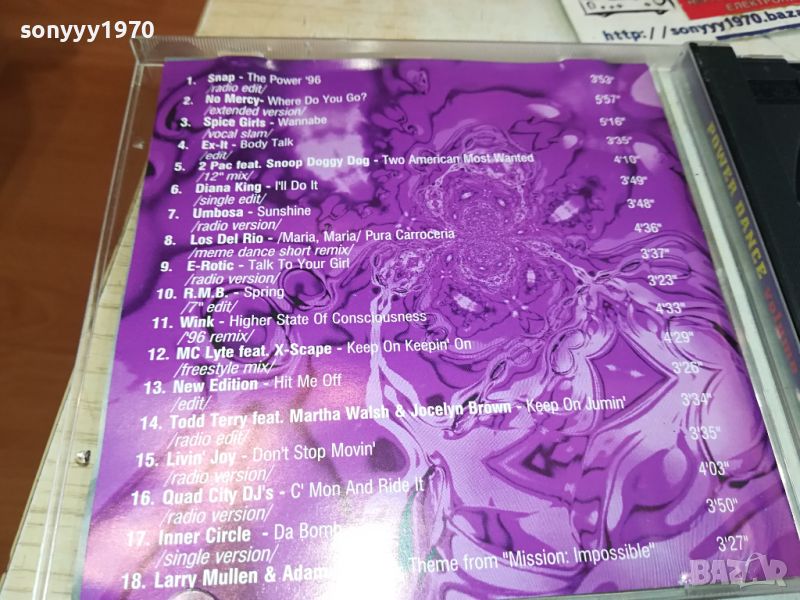 sonyyy1970
ЕЛЕКТРОН
http://sonyyy1970.baza
1. Snap - The Power '96 3'53"
/radio edit/
2. No Mercy- Where Do You Go? 5'57"
/extended version/
3. Spice Girls - Wannabe 5'16"
/vocal slam/
4. Ex-It - Body Talk 3'35"
/edit/
5. 2 Pac feat. Snoop Doggy Dog - Two American Most Wanted 4'10"
/12" mix/
6. Diana King - I'll Do It 3'49"
/single edit/
7. Umbosa - Sunshine 3'48"
/radio version/
8. Los Del Rio - /Maria, Maria/ Pura Carroceria 4'36"
/meme dance short remix/
9. E-Rotic - Talk To Your Girl 3'37"
/radio version/
10. R.M.B. - Spring 3'23"
/7" edit/
11. Wink - Higher State Of Consciousness 4'33"
/'96 remix/
12. MC Lyte feat. X-Scape - Keep On Keepin' On 4'29"
/freestyle mix/
13. New Edition - Hit Me Off 3'26"
/edit/
14. Todd Terry feat. Martha Walsh & Jocelyn Brown - Keep On Jumin' 3'34"
/radio edit/
15. Livin' Joy - Don't Stop Movin' 3'35"
/radio version/
16. Quad City DJ's - C' Mon And Ride It 4'03"
/radio version/
17. Inner Circle - Da Bomb 3'50"
/single version/
18. Larry Mullen & Adam Theme from "Mission: Impossible" 3'27"
POWER DANCE volume
BAZAR